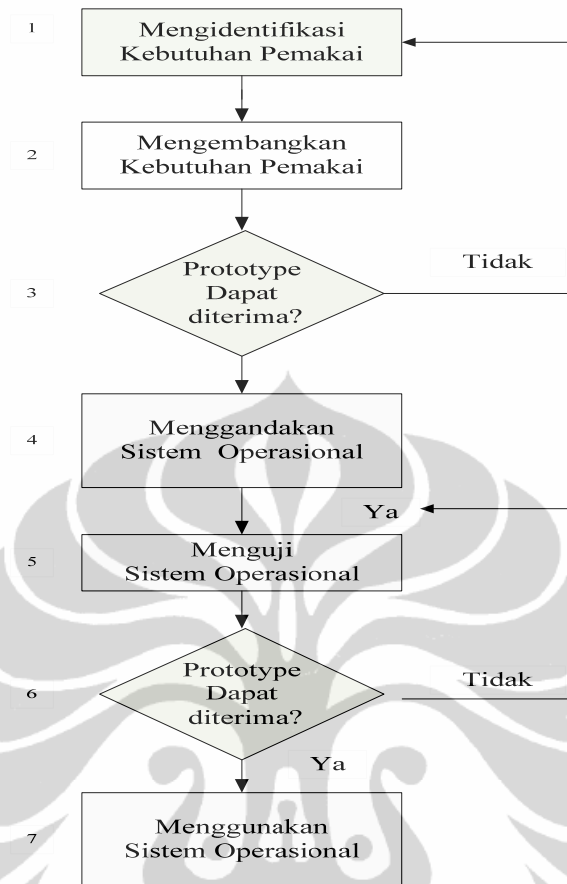 1
Mengidentifikasi
Kebutuhan Pemakai
2
Mengembangkan
Kebutuhan Pemakai
3
Prototype
Dapat
diterima?
Tidak
4
Menggandakan
Sistem Operasional
Ya
5
Menguji
Sistem Operasional
6
Prototype
Dapat
diterima?
Tidak
Ya
7
Menggunakan
Sistem Operasional